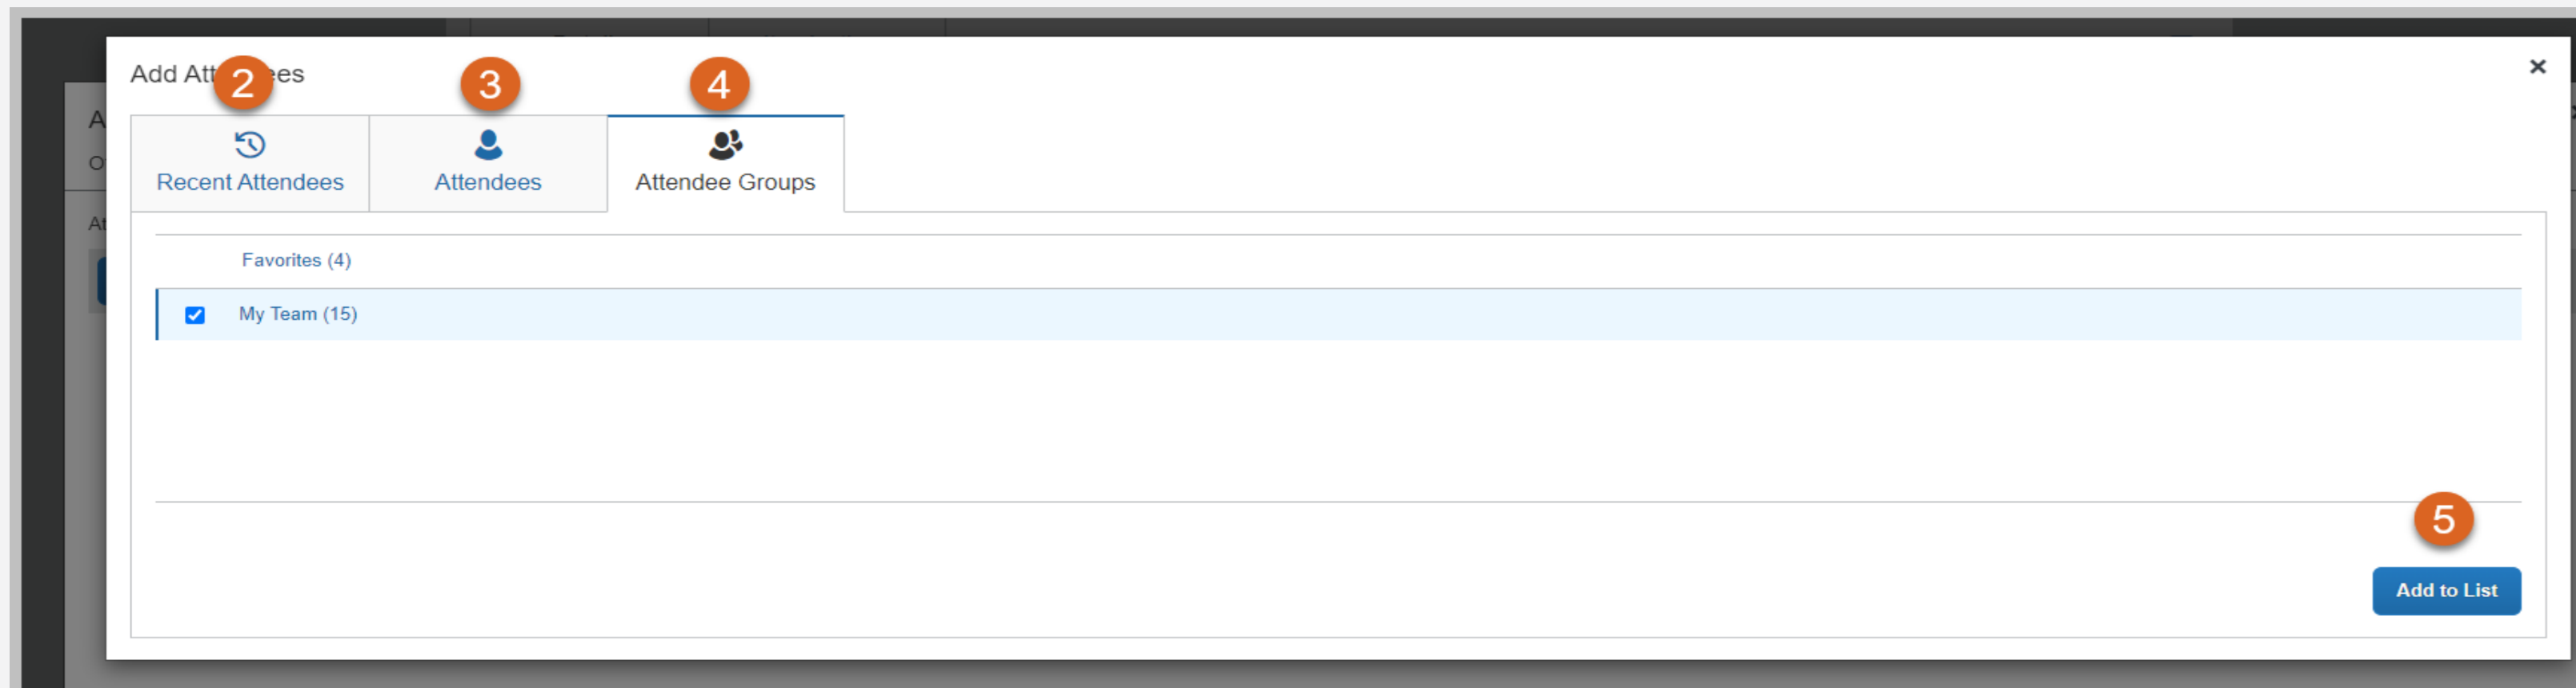 Add Att ees
2
3
4
Recent Attendees
Attendees
Attendee Groups
Favorites (4)
My Team (15)
5
Add to List